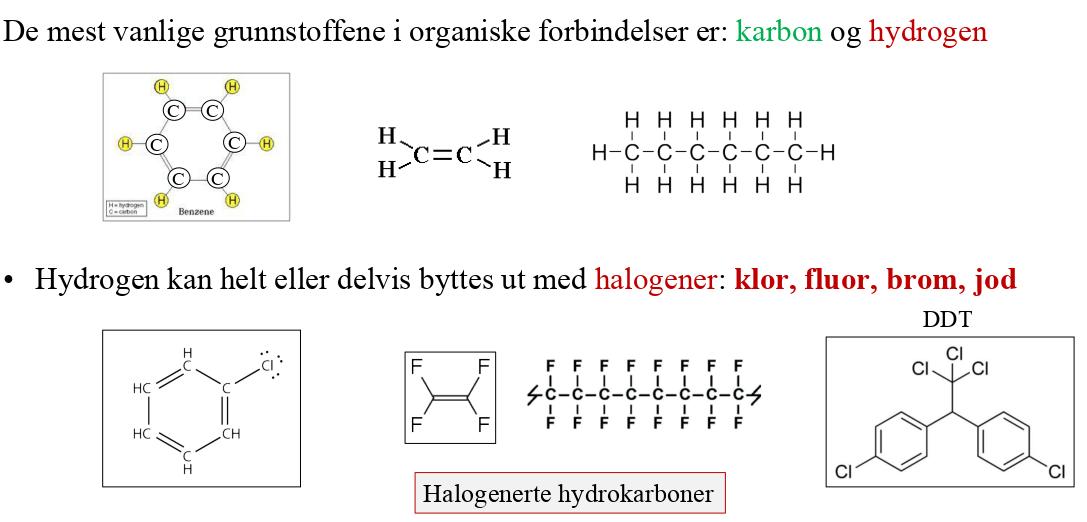 De mest vanlige grunnstoffene i organiske forbindelser er: karbon og hydrogen
H H
C C
H C C H
C C
H H
H = hydrogen
C = carbon
Benzene
H H
C=C
H H
H H H H H H
H-C-C-C-C-C-C-H
H H H H H H
• Hydrogen kan helt eller delvis byttes ut med halogener: klor, fluor, brom, jod
H
C Cl
HC C
HC CH
C
H
F F
F F
F F F F F F F F
C-C-C-C-C-C-C-C
F F F F F F F F
DDT
Cl
Cl Cl
Cl Cl
Halogenerte hydrokarboner